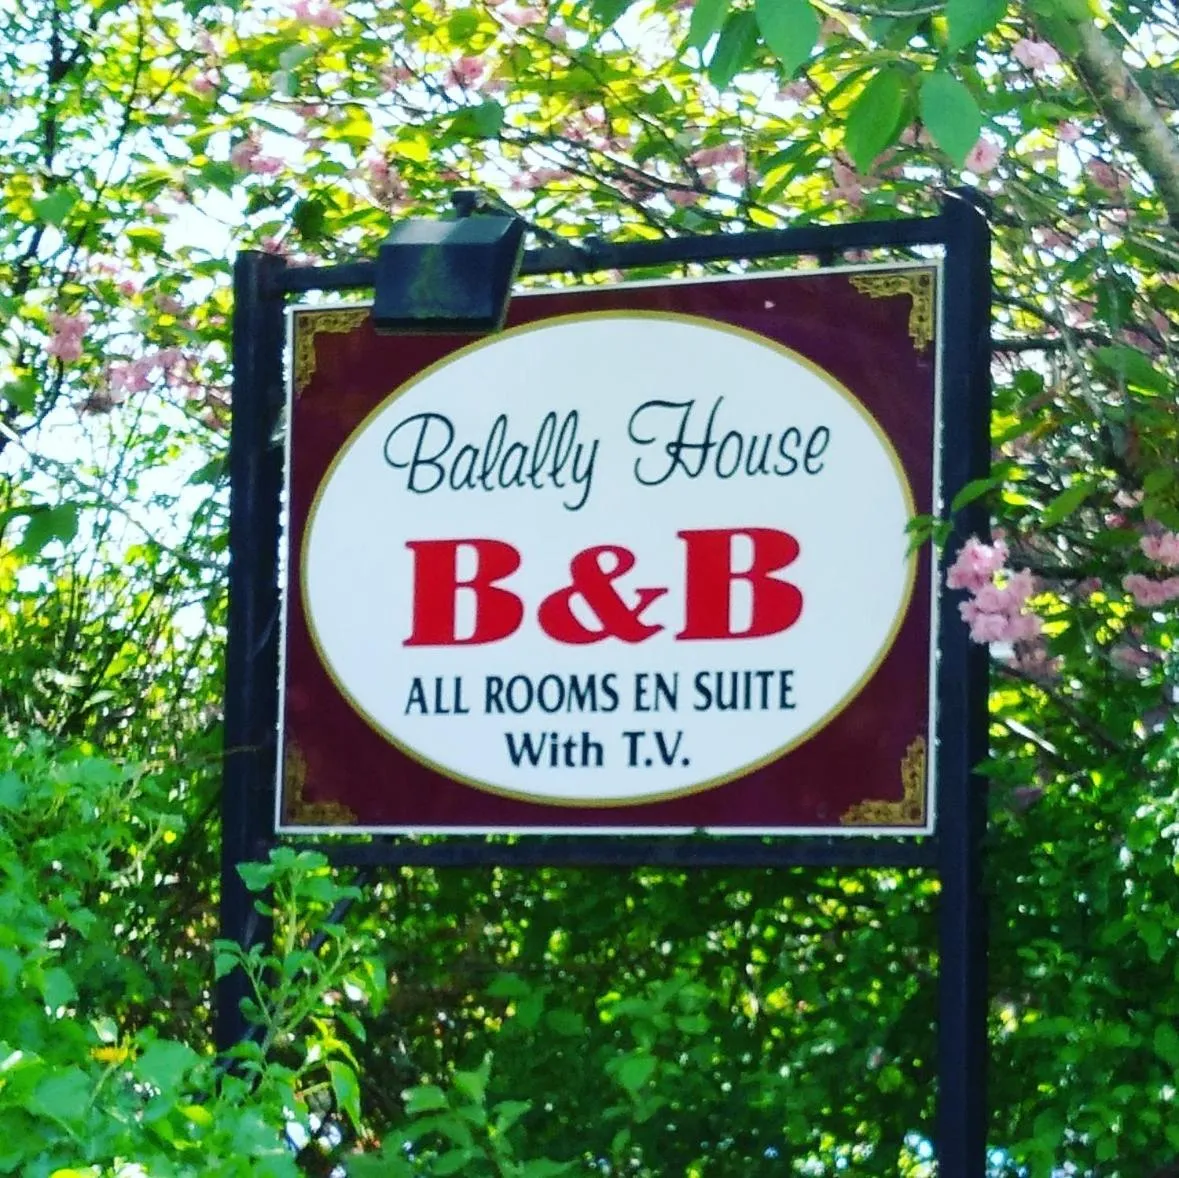 Balally House
B&B
ALL ROOMS EN SUITE
With T.V.